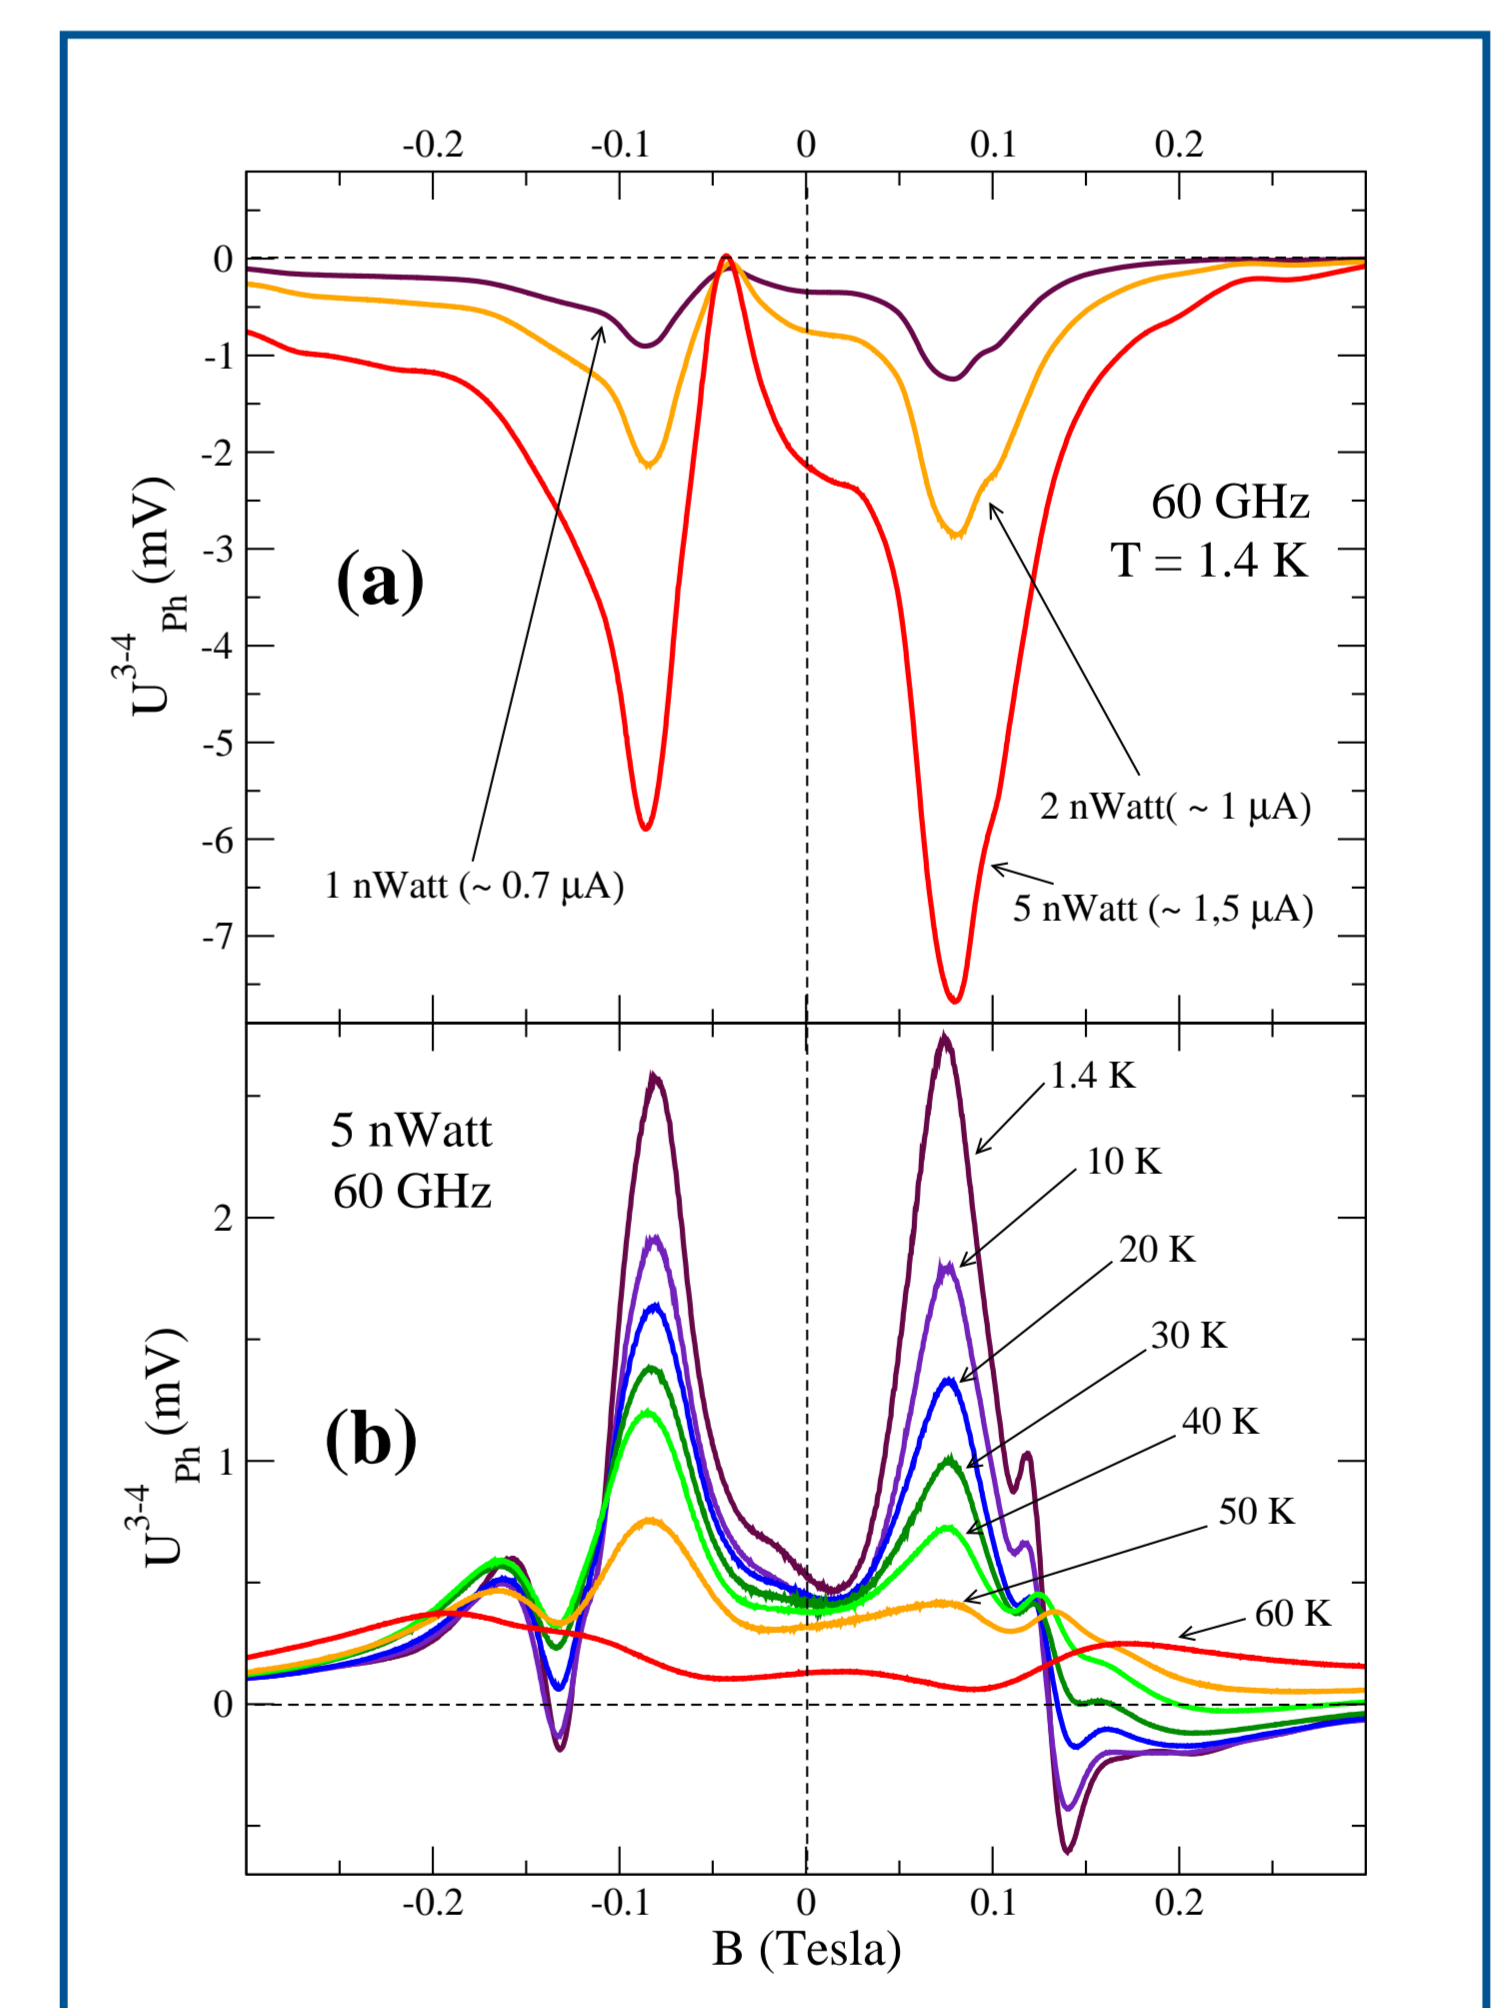 -0.2 -0.1 0 0.1 0.2
0
-1
-2
-3
-4
-5
-6
-7
U³⁻⁴Ph (mV)
(a)
60 GHz
T = 1.4 K
2 nWatt( ~ 1 μA)
1 nWatt (~ 0.7 μA)
5 nWatt (~ 1,5 μA)
5 nWatt
60 GHz
1.4 K
10 K
20 K
30 K
40 K
50 K
60 K
(b)
2
1
0
U³⁻⁴Ph (mV)
-0.2 -0.1 0 0.1 0.2
B (Tesla)